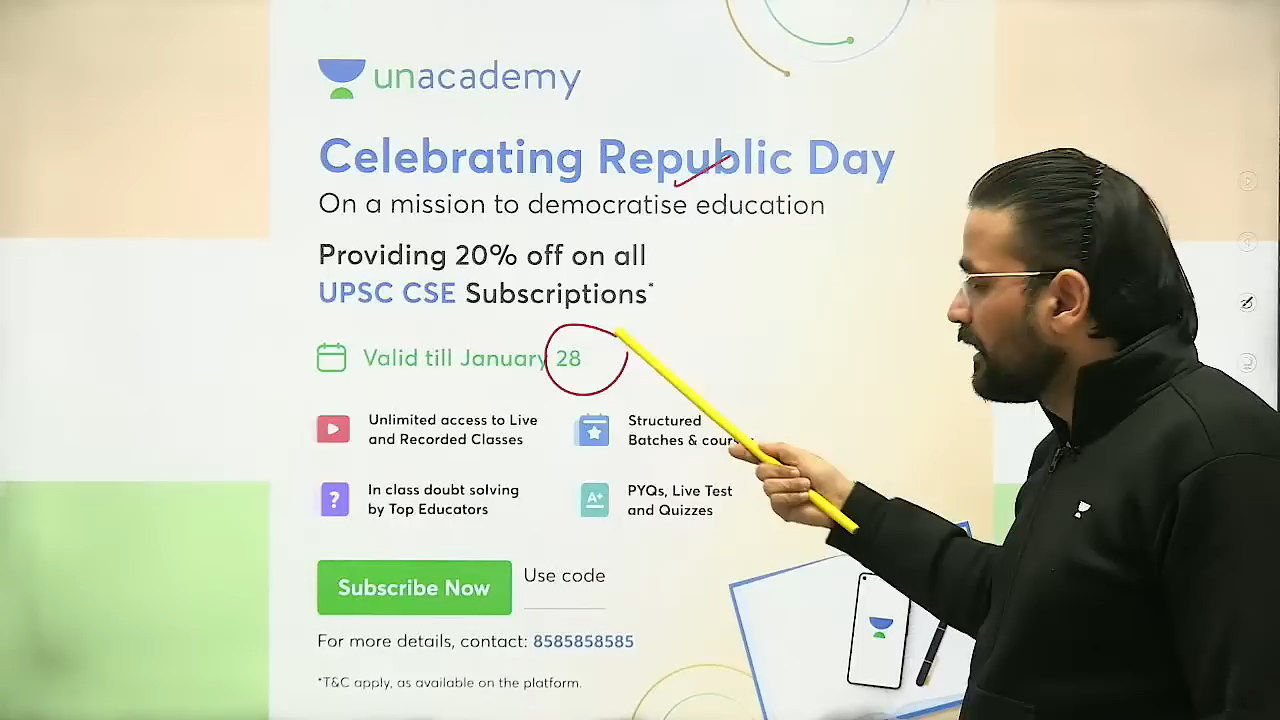 unacademy
Celebrating Republic Day
On a mission to democratise education
Providing 20% off on all
UPSC CSE Subscriptions*
Valid till January 28
Unlimited access to Live
and Recorded Classes
Structured
Batches &
In class doubt solving
by Top Educators
PYQs, Live Test
and Quizzes
Subscribe Now
Use code
For more details, contact: 8585858585
*T&C apply, as available on the platform.